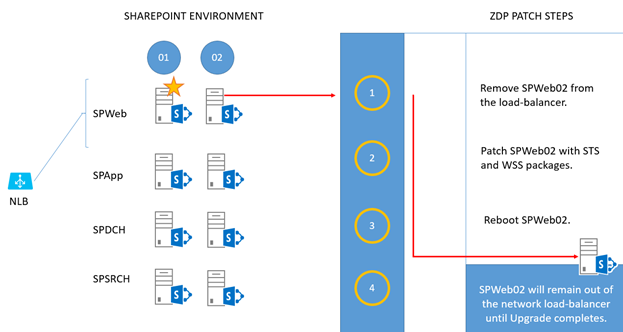 SHAREPOINT ENVIRONMENT
ZDP PATCH STEPS
01
02
SPWeb
SPApp
SPDCH
SPSRCH
NLB
1
Remove SPWeb02 from
the load-balancer.
2
Patch SPWeb02 with STS
and WSS packages.
3
Reboot SPWeb02.
4
SPWeb02 will remain out of
the network load-balancer
until Upgrade completes.
S
S
S
S
S
S
S
S
S